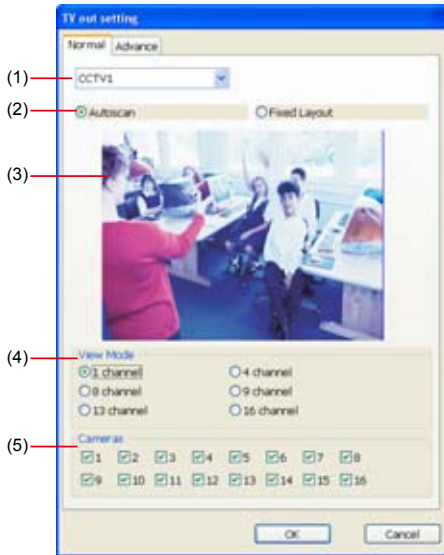 TV out setting
Normal Advance
(1) CCTV1
(2) Autoscan Fixed Layout
(3)
(4) View Mode
1 channel 4 channel
8 channel 9 channel
13 channel 16 channel
(5) Cameras
1 2 3 4 5 6 7 8
9 10 11 12 13 14 15 16
OK Cancel